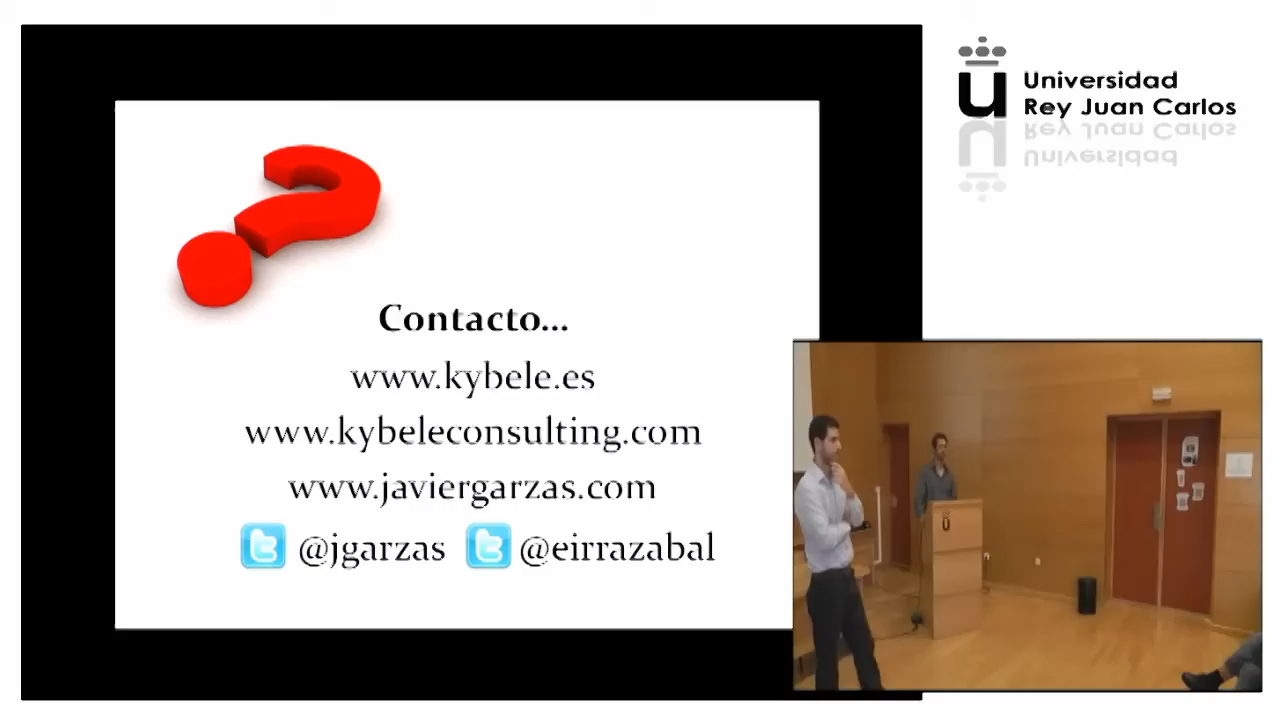 Universidad
Rey Juan Carlos
Contacto...
www.kybele.es
www.kybeleconsulting.com
www.javiergarzas.com
@jgarzas @eirrazabal